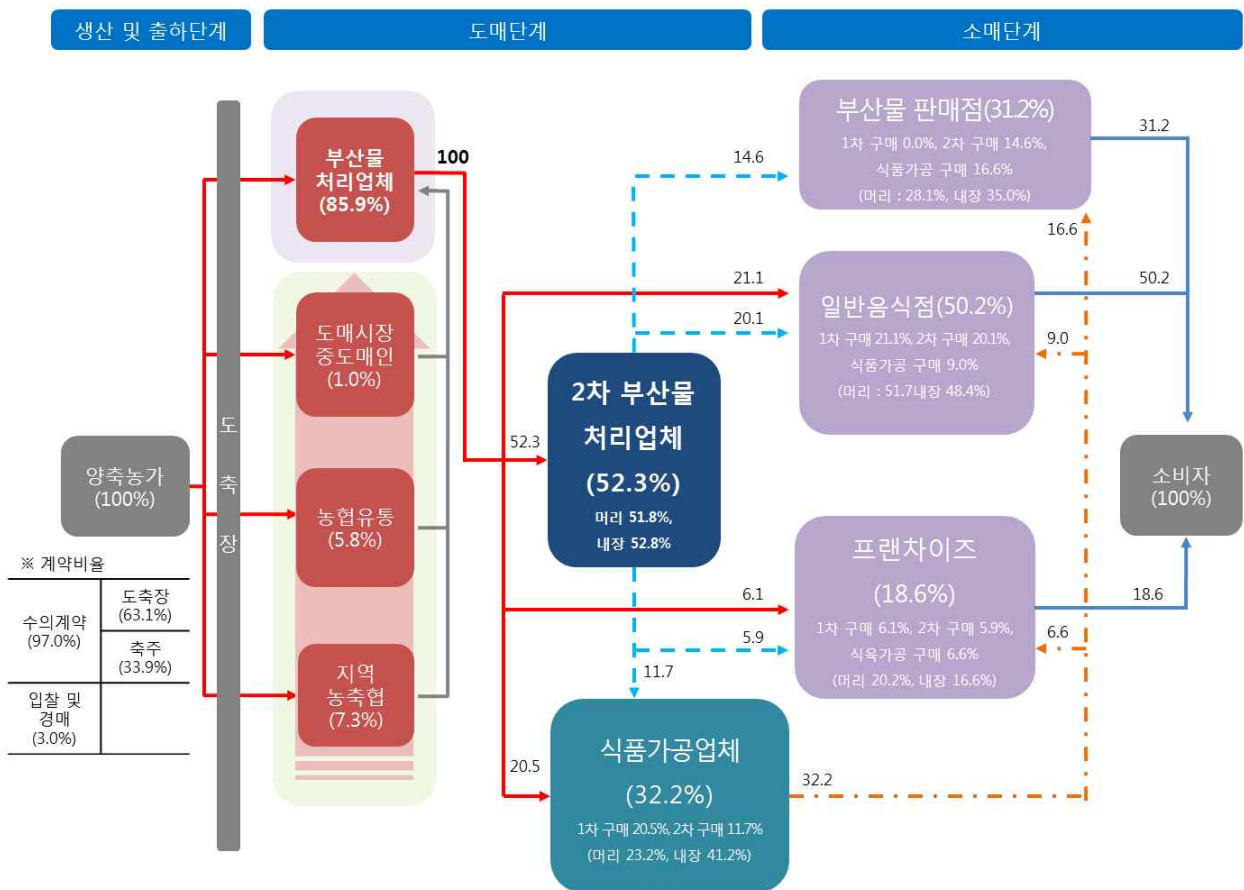 생산 및 출하단계
도매단계
소매단계
양축농가
(100%)
※ 계약비율
수의계약
(97.0%)
도축장
(63.1%)
축주
(33.9%)
입찰 및
경매
(3.0%)
도
축
장
부산물
처리업체
(85.9%)
도매시장
중도매인
(1.0%)
농협유통
(5.8%)
지역
농축협
(7.3%)
100
52.3
2차 부산물
처리업체
(52.3%)
머리 51.8%,
내장 52.8%
14.6
21.1
20.1
6.1
5.9
11.7
20.5
식품가공업체
(32.2%)
1차 구매 20.5%, 2차 구매 11.7%
(머리 23.2%, 내장 41.2%)
32.2
부산물 판매점(31.2%)
1차 구매 0.0%, 2차 구매 14.6%,
식품가공 구매 16.6%
(머리 : 28.1%, 내장 35.0%)
16.6
일반음식점(50.2%)
1차 구매 21.1%, 2차 구매 20.1%,
식품가공 구매 9.0%
(머리 : 51.7내장 48.4%)
9.0
프랜차이즈
(18.6%)
1차 구매 6.1%, 2차 구매 5.9%,
식육가공 구매 6.6%
(머리 20.2%, 내장 16.6%)
6.6
31.2
50.2
18.6
소비자
(100%)